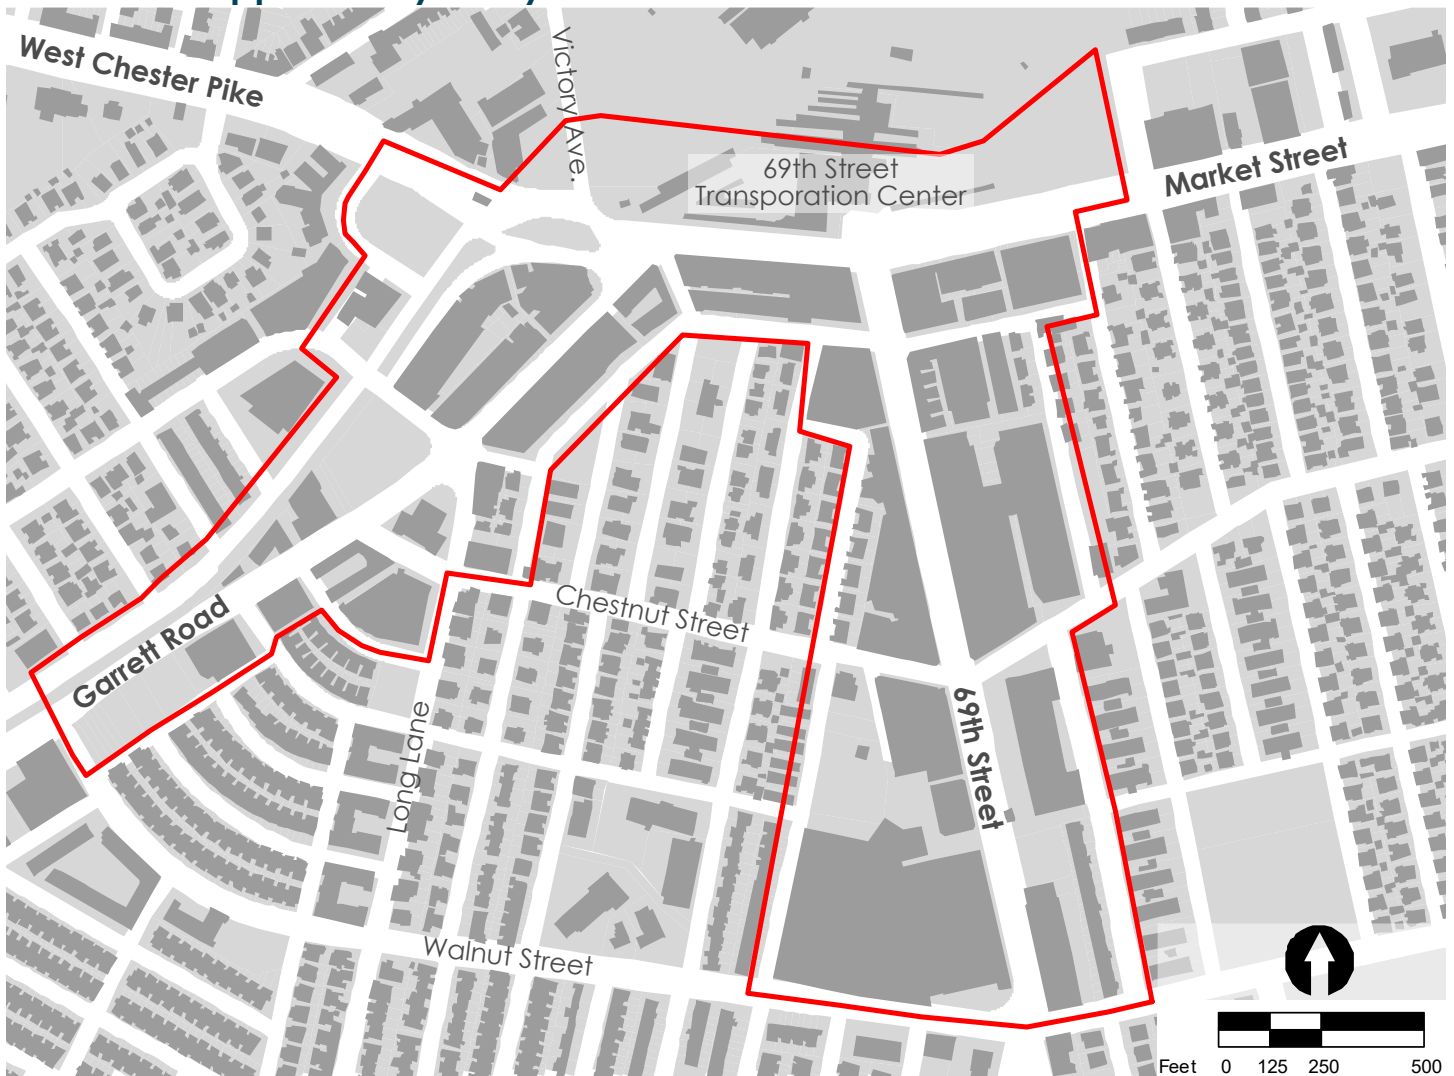 West Chester Pike
Victory Ave.
69th Street
Transporation Center
Market Street
Chestnut Street
Garrett Road
Long Lane
69th Street
Walnut Street
Feet 0 125 250 500